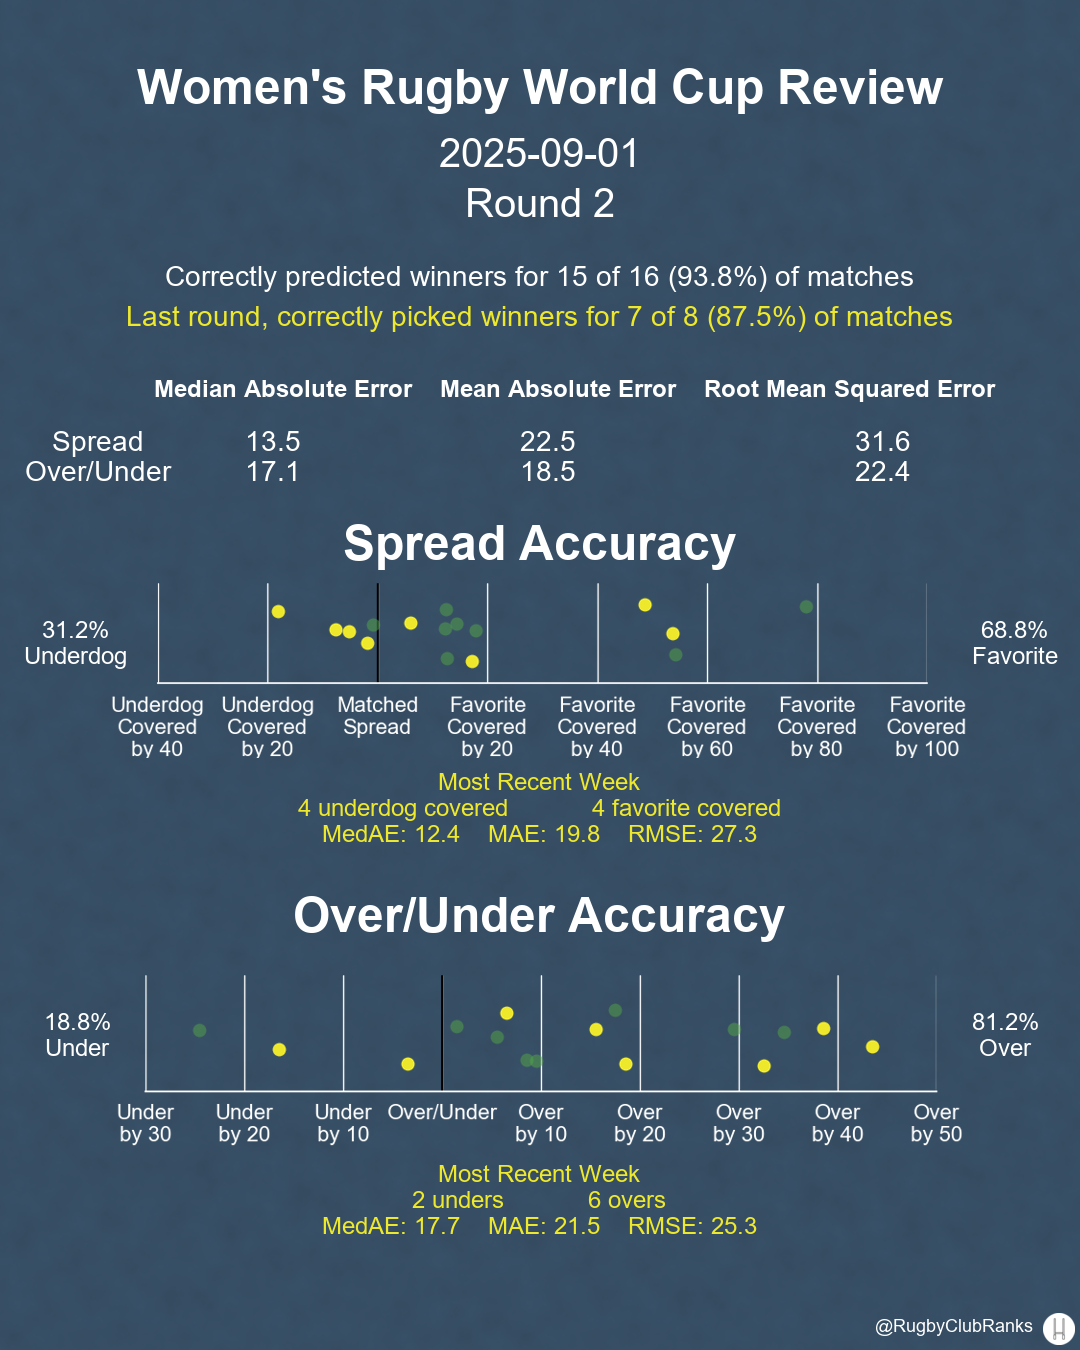 Women's Rugby World Cup Review
2025-09-01
Round 2
Correctly predicted winners for 15 of 16 (93.8%) of matches
Last round, correctly picked winners for 7 of 8 (87.5%) of matches
Median Absolute Error Mean Absolute Error Root Mean Squared Error
Spread 13.5 22.5 31.6
Over/Under 17.1 18.5 22.4
Spread Accuracy
31.2% Underdog
68.8% Favorite
Underdog Covered by 40
Underdog Covered by 20
Matched Spread
Favorite Covered by 20
Favorite Covered by 40
Favorite Covered by 60
Favorite Covered by 80
Favorite Covered by 100
Most Recent Week
4 underdog covered 4 favorite covered
MedAE: 12.4 MAE: 19.8 RMSE: 27.3
Over/Under Accuracy
18.8% Under
81.2% Over
Under by 30
Under by 20
Under by 10
Over/Under
Over by 10
Over by 20
Over by 30
Over by 40
Over by 50
Most Recent Week
2 unders 6 overs
MedAE: 17.7 MAE: 21.5 RMSE: 25.3
@RugbyClubRanks